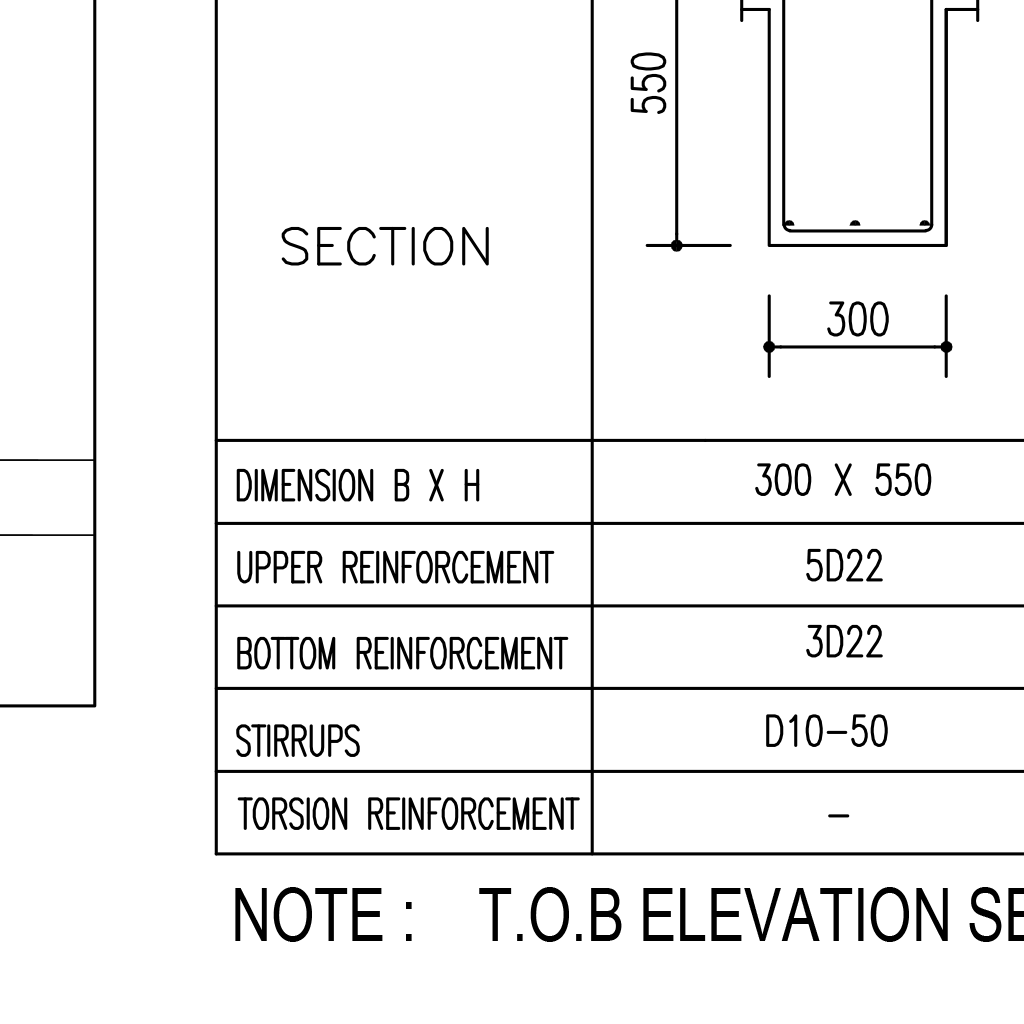 550
SECTION
300
DIMENSION B X H 300 X 550
UPPER REINFORCEMENT 5D22
BOTTOM REINFORCEMENT 3D22
STIRRUPS D10-50
TORSION REINFORCEMENT -
NOTE : T.O.B ELEVATION SE